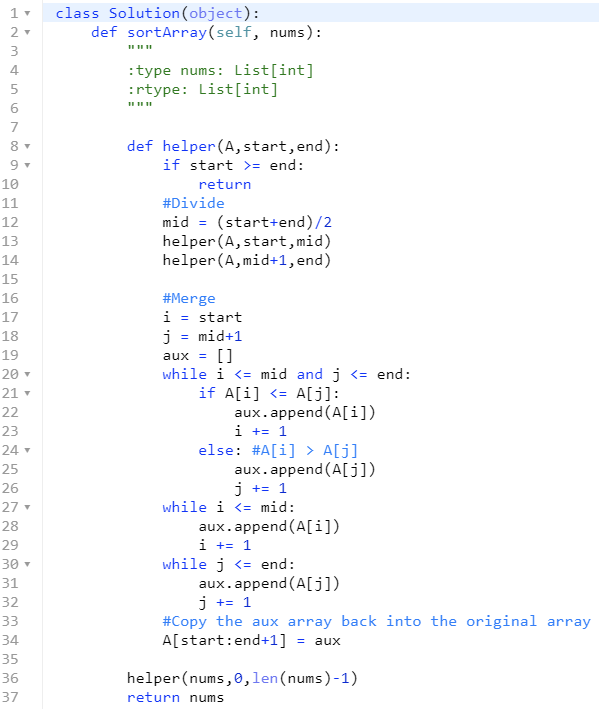 1 class Solution(object):
2     def sortArray(self, nums):
3         """
4         :type nums: List[int]
5         :rtype: List[int]
6         """
7
8         def helper(A,start,end):
9             if start >= end:
10                 return
11             #Divide
12             mid = (start+end)/2
13             helper(A,start,mid)
14             helper(A,mid+1,end)
15
16             #Merge
17             i = start
18             j = mid+1
19             aux = []
20             while i <= mid and j <= end:
21                 if A[i] <= A[j]:
22                     aux.append(A[i])
23                     i += 1
24                 else: #A[i] > A[j]
25                     aux.append(A[j])
26                     j += 1
27             while i <= mid:
28                 aux.append(A[i])
29                 i += 1
30             while j <= end:
31                 aux.append(A[j])
32                 j += 1
33             #Copy the aux array back into the original array
34             A[start:end+1] = aux
35
36         helper(nums,0,len(nums)-1)
37         return nums